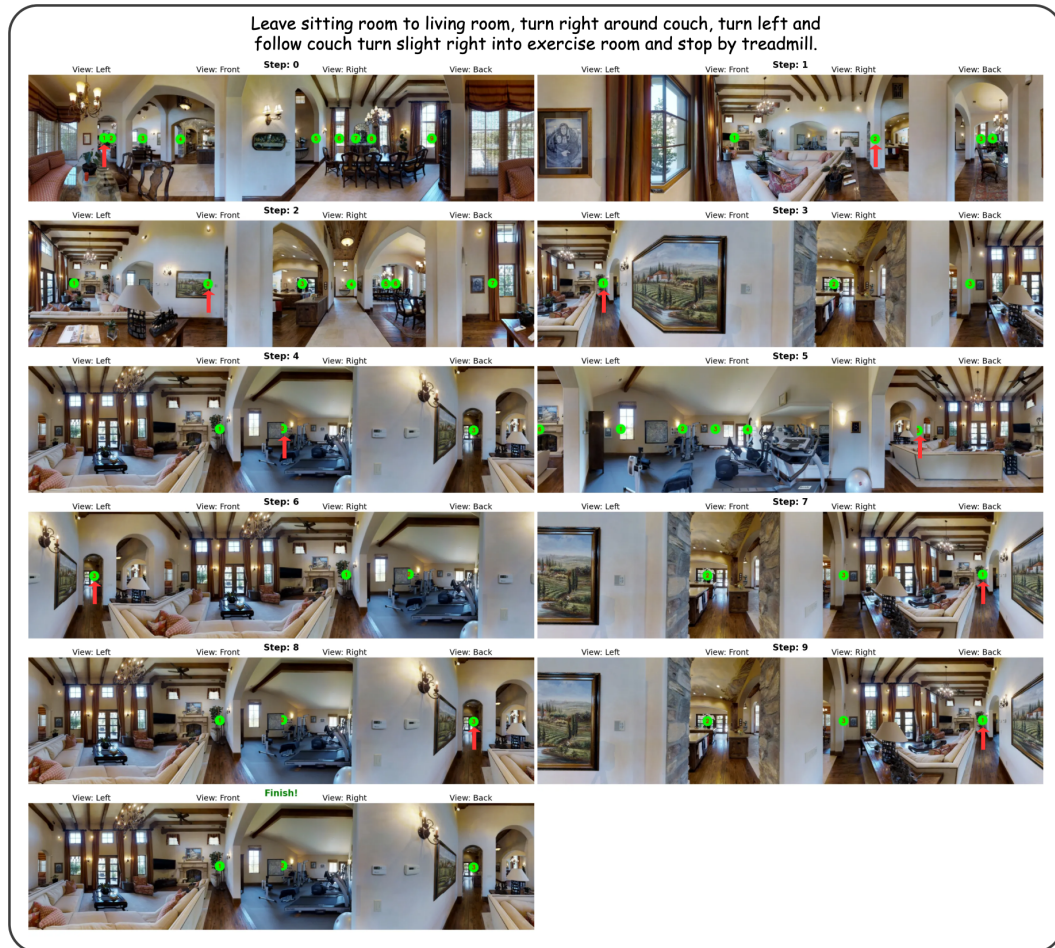 Leave sitting room to living room, turn right around couch, turn left and
follow couch turn slight right into exercise room and stop by treadmill.
Step: 0
View: Left View: Front View: Right View: Back
Step: 1
View: Left View: Front View: Right View: Back
Step: 2
View: Left View: Front View: Right View: Back
Step: 3
View: Left View: Front View: Right View: Back
Step: 4
View: Left View: Front View: Right View: Back
Step: 5
View: Left View: Front View: Right View: Back
Step: 6
View: Left View: Front View: Right View: Back
Step: 7
View: Left View: Front View: Right View: Back
Step: 8
View: Left View: Front View: Right View: Back
Step: 9
View: Left View: Front View: Right View: Back
Finish!
View: Left View: Front View: Right View: Back